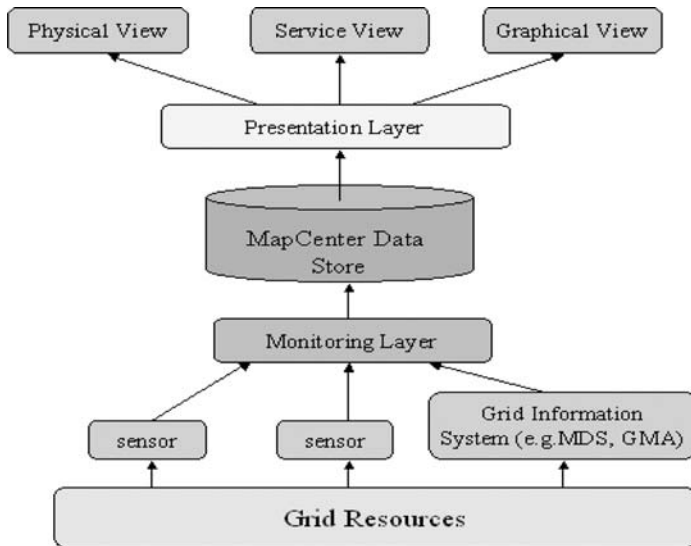 Physical View
Service View
Graphical View
Presentation Layer
MapCenter Data
Store
Monitoring Layer
sensor
sensor
Grid Information
System (e.g.MDS, GMA)
Grid Resources